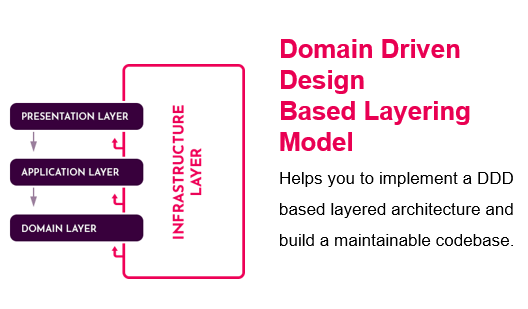 PRESENTATION LAYER
APPLICATION LAYER
DOMAIN LAYER
INFRASTRUCTURE
LAYER
Domain Driven
Design
Based Layering
Model
Helps you to implement a DDD
based layered architecture and
build a maintainable codebase.